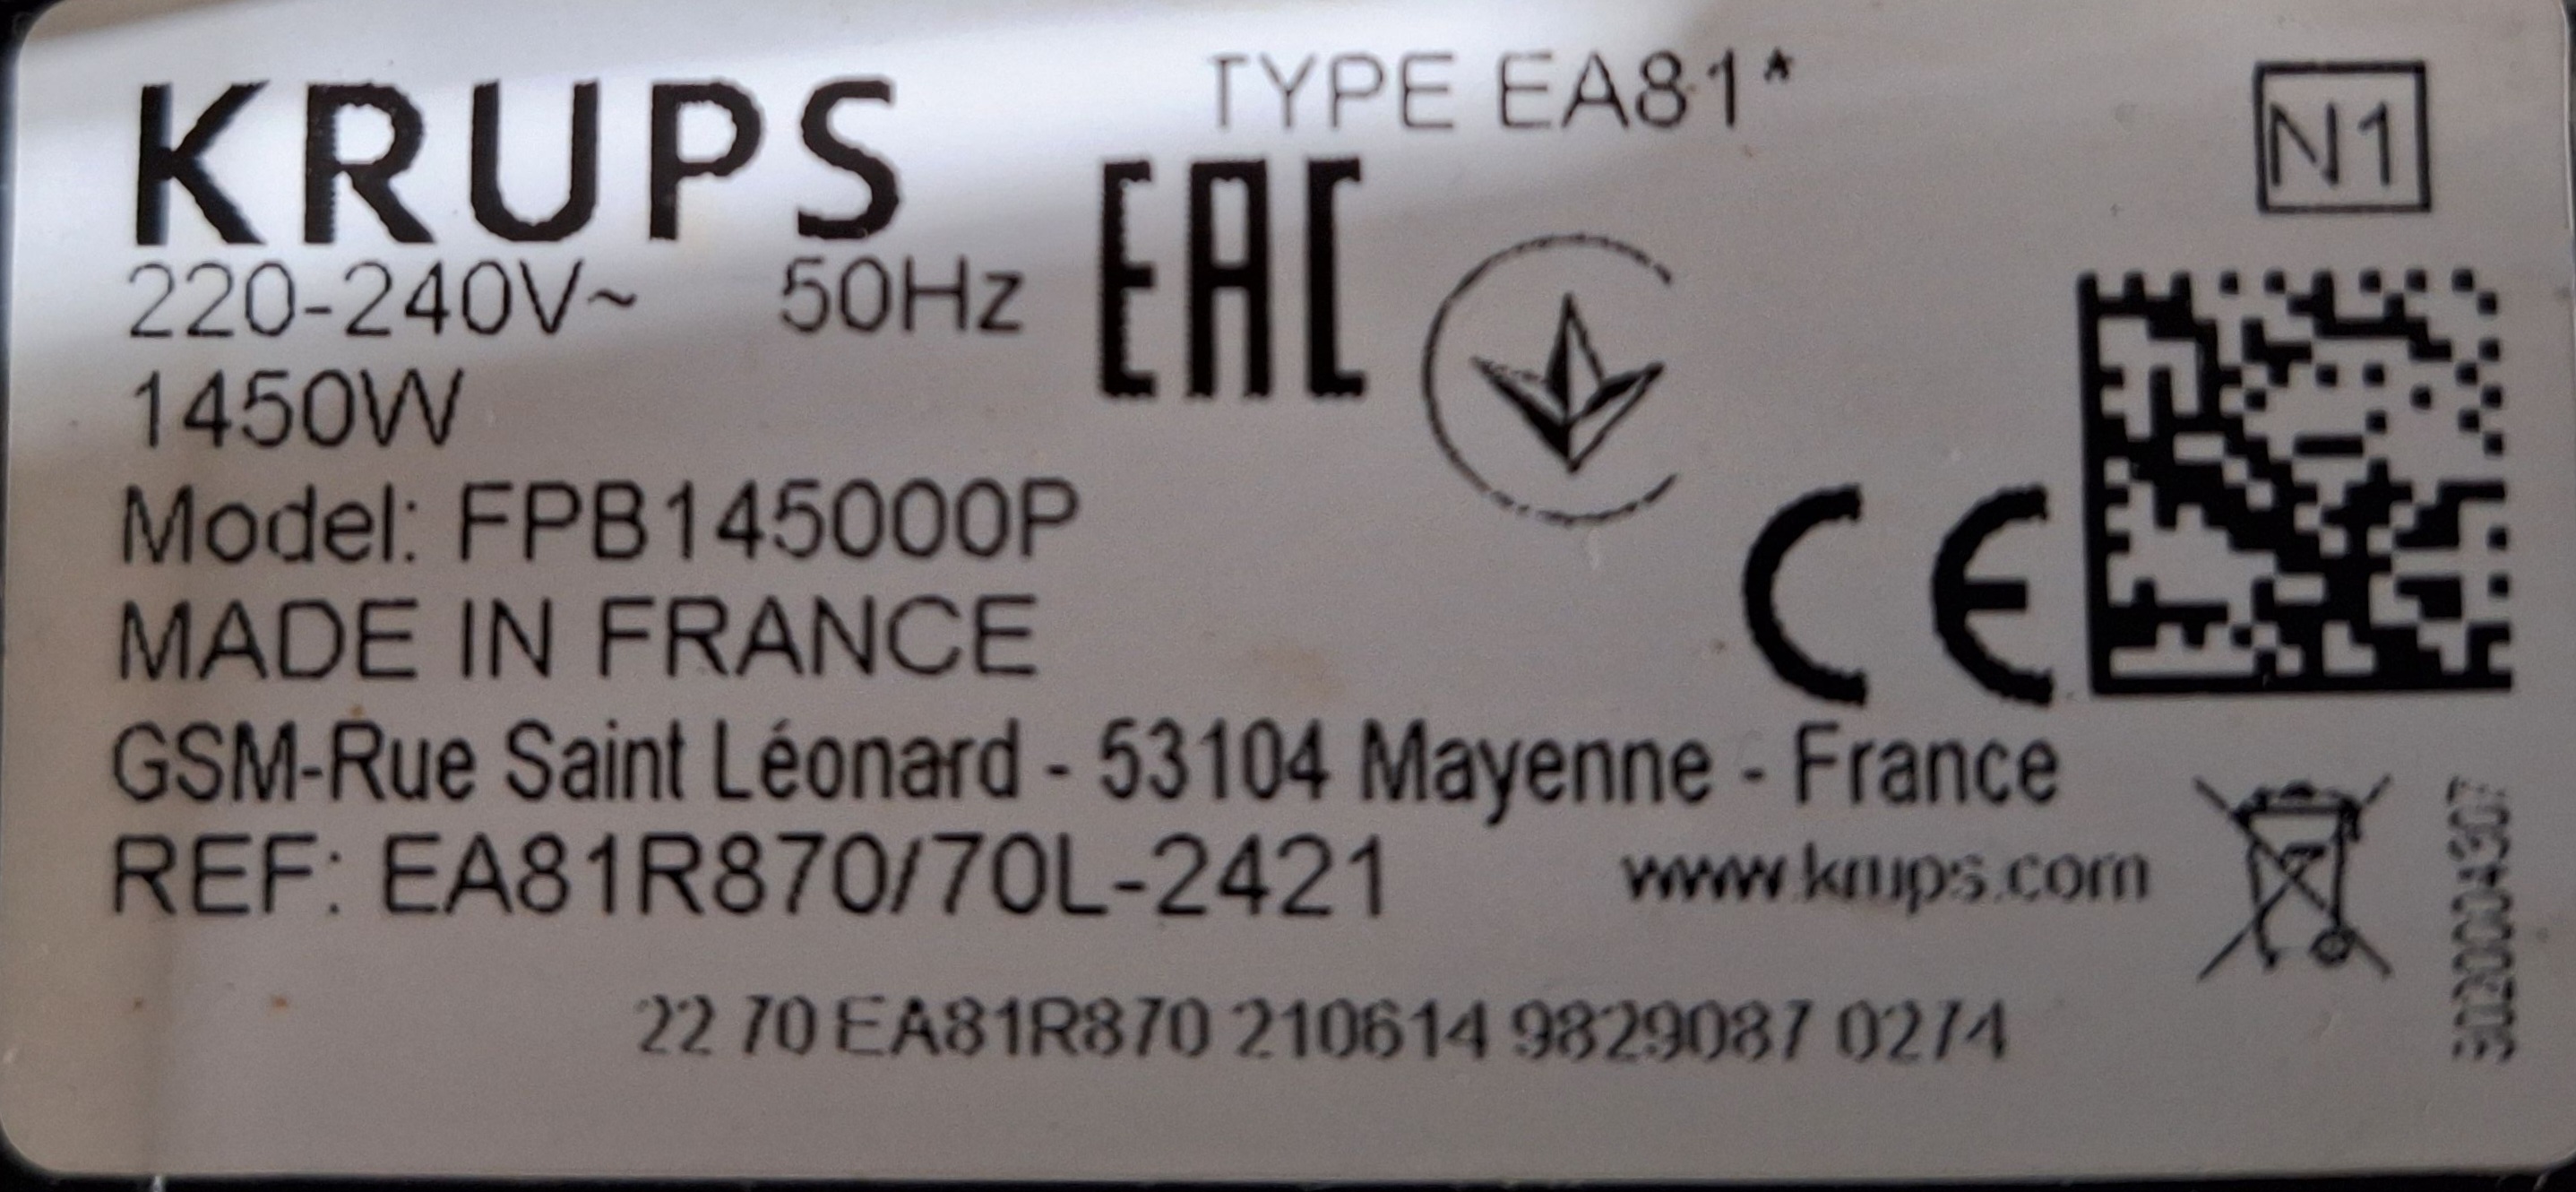 KRUPS
TYPE EA81*
N1
220-240V~ 50Hz
EAC
1450W
Model: FPB145000P
CE
MADE IN FRANCE
GSM-Rue Saint Léonard - 53104 Mayenne - France
REF: EA81R870/70L-2421
www.krups.com
22 70 EA81R870 210614 9829087 0274